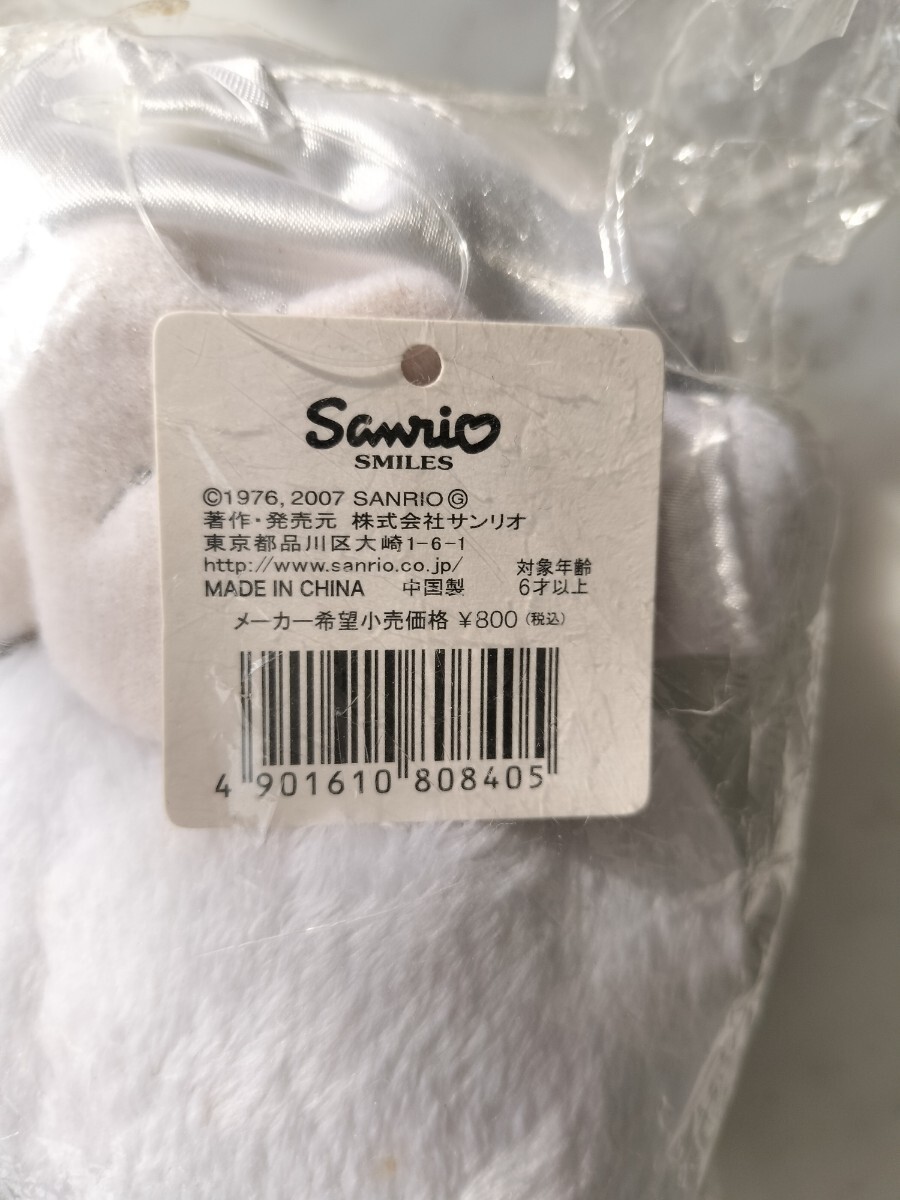 Sanrio
SMILES
©1976, 2007 SANRIO Ⓖ
著作・発売元 株式会社サンリオ
東京都品川区大崎1-6-1
http://www.sanrio.co.jp/ 対象年齢
MADE IN CHINA 中国製 6才以上
メーカー希望小売価格 ¥800(税込)
4 901610 808405